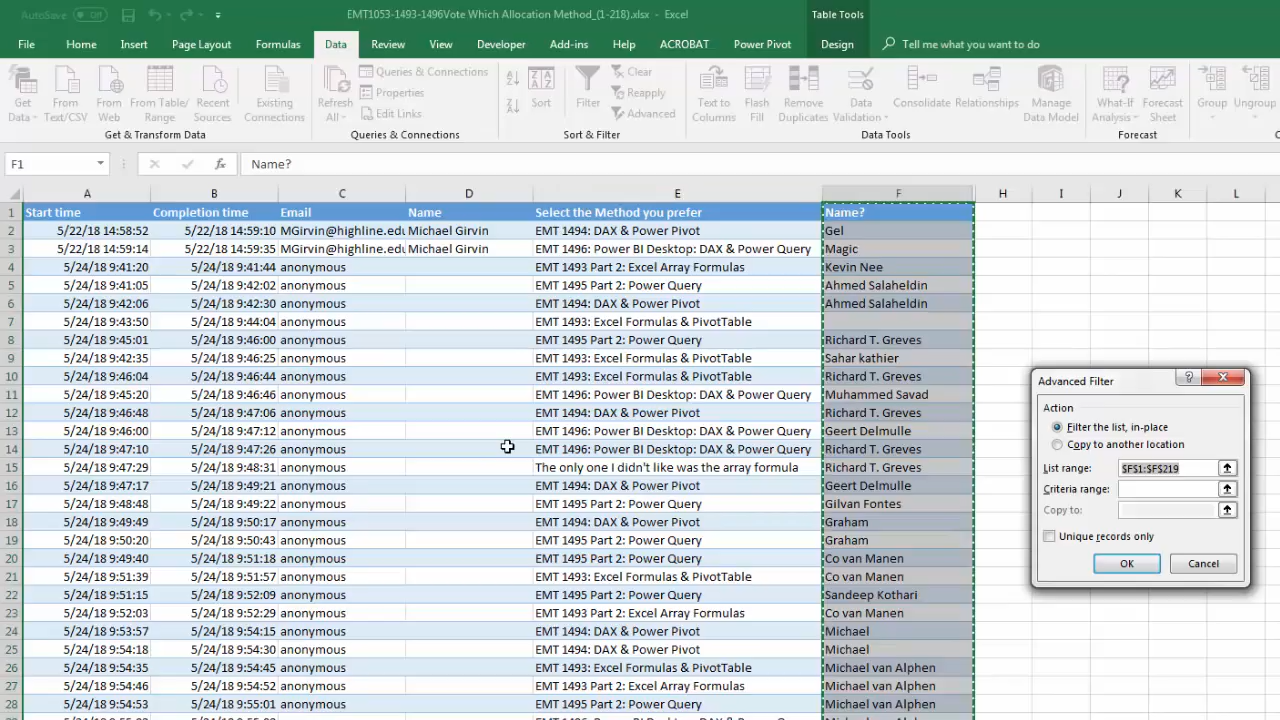 AutoSave Off EMT1053-1493-1496Vote Which Allocation Method_(1-218).xlsx - Excel Table Tools
File Home Insert Page Layout Formulas Data Review View Developer Add-ins Help ACROBAT Power Pivot Design Tell me what you want to do
Get Data From Text/CSV From Web From Table/ Range Recent Sources Existing Connections Refresh All Queries & Connections Properties Edit Links Sort Filter Clear Reapply Advanced Text to Columns Flash Fill Remove Duplicates Data Validation Consolidate Relationships Manage Data Model What-If Analysis Forecast Sheet Group Ungroup
Get & Transform Data Queries & Connections Sort & Filter Data Tools Forecast
F1 fx Name?
A B C D E F H I J K L
1 Start time Completion time Email Name Select the Method you prefer Name?
2 5/22/18 14:58:52 5/22/18 14:59:10 MGirvin@highline.edu Michael Girvin EMT 1494: DAX & Power Pivot Gel
3 5/22/18 14:59:14 5/22/18 14:59:35 MGirvin@highline.edu Michael Girvin EMT 1496: Power BI Desktop: DAX & Power Query Magic
4 5/24/18 9:41:20 5/24/18 9:41:44 anonymous EMT 1493 Part 2: Excel Array Formulas Kevin Nee
5 5/24/18 9:41:05 5/24/18 9:42:02 anonymous EMT 1495 Part 2: Power Query Ahmed Salaheldin
6 5/24/18 9:42:06 5/24/18 9:42:30 anonymous EMT 1494: DAX & Power Pivot Ahmed Salaheldin
7 5/24/18 9:43:50 5/24/18 9:44:04 anonymous EMT 1493: Excel Formulas & PivotTable
8 5/24/18 9:45:01 5/24/18 9:46:00 anonymous EMT 1495 Part 2: Power Query Richard T. Greves
9 5/24/18 9:42:35 5/24/18 9:46:25 anonymous EMT 1493: Excel Formulas & PivotTable Sahar kathier
10 5/24/18 9:46:04 5/24/18 9:46:44 anonymous EMT 1493: Excel Formulas & PivotTable Richard T. Greves
11 5/24/18 9:45:20 5/24/18 9:46:46 anonymous EMT 1496: Power BI Desktop: DAX & Power Query Muhammed Savad
12 5/24/18 9:46:48 5/24/18 9:47:06 anonymous EMT 1494: DAX & Power Pivot Richard T. Greves
13 5/24/18 9:46:00 5/24/18 9:47:12 anonymous EMT 1496: Power BI Desktop: DAX & Power Query Geert Delmulle
14 5/24/18 9:47:10 5/24/18 9:47:26 anonymous EMT 1496: Power BI Desktop: DAX & Power Query Richard T. Greves
15 5/24/18 9:47:29 5/24/18 9:48:31 anonymous The only one I didn't like was the array formula Richard T. Greves
16 5/24/18 9:47:17 5/24/18 9:49:21 anonymous EMT 1494: DAX & Power Pivot Geert Delmulle
17 5/24/18 9:48:48 5/24/18 9:49:22 anonymous EMT 1495 Part 2: Power Query Gilvan Fontes
18 5/24/18 9:49:49 5/24/18 9:50:17 anonymous EMT 1494: DAX & Power Pivot Graham
19 5/24/18 9:50:20 5/24/18 9:50:43 anonymous EMT 1495 Part 2: Power Query Graham
20 5/24/18 9:49:40 5/24/18 9:51:18 anonymous EMT 1495 Part 2: Power Query Co van Manen
21 5/24/18 9:51:39 5/24/18 9:51:57 anonymous EMT 1493: Excel Formulas & PivotTable Co van Manen
22 5/24/18 9:51:15 5/24/18 9:52:09 anonymous EMT 1495 Part 2: Power Query Sandeep Kothari
23 5/24/18 9:52:03 5/24/18 9:52:29 anonymous EMT 1493 Part 2: Excel Array Formulas Co van Manen
24 5/24/18 9:53:57 5/24/18 9:54:15 anonymous EMT 1494: DAX & Power Pivot Michael
25 5/24/18 9:54:18 5/24/18 9:54:30 anonymous EMT 1494: DAX & Power Pivot Michael
26 5/24/18 9:54:35 5/24/18 9:54:45 anonymous EMT 1493: Excel Formulas & PivotTable Michael van Alphen
27 5/24/18 9:54:46 5/24/18 9:54:52 anonymous EMT 1493 Part 2: Excel Array Formulas Michael van Alphen
28 5/24/18 9:54:53 5/24/18 9:55:01 anonymous EMT 1495 Part 2: Power Query Michael van Alphen
Advanced Filter ?
Action
Filter the list, in-place
Copy to another location
List range: $F$1:$F$219
Criteria range:
Copy to:
Unique records only
OK Cancel